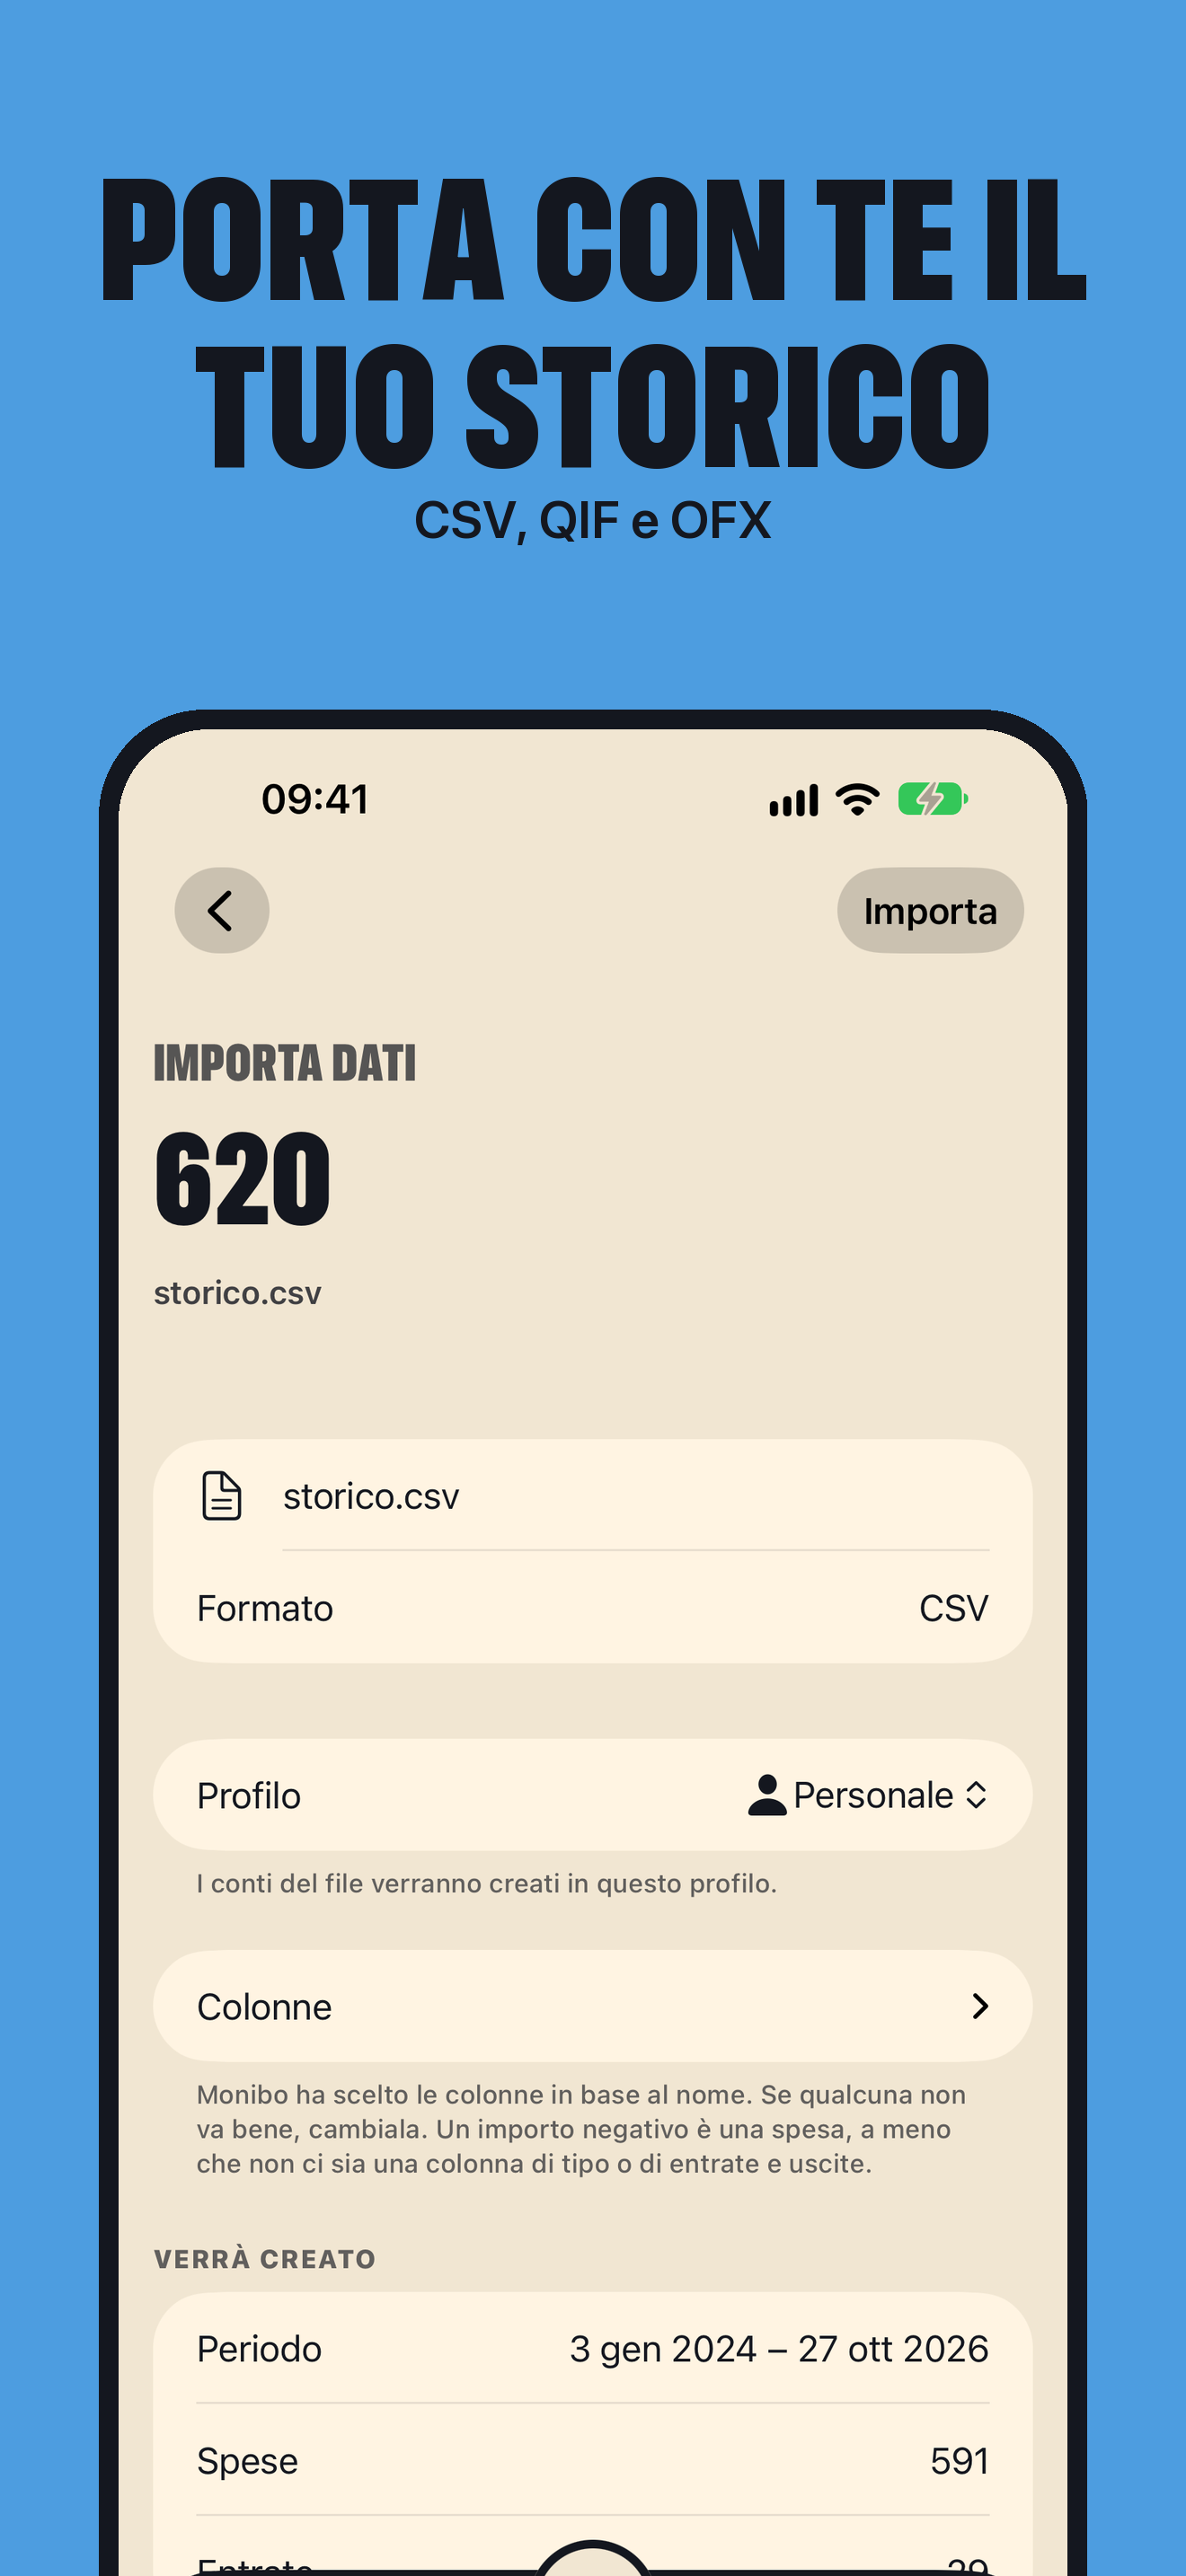 PORTA CON TE IL
TUO STORICO
CSV, QIF e OFX
09:41
Importa
IMPORTA DATI
620
storico.csv
storico.csv
Formato CSV
Profilo Personale
I conti del file verranno creati in questo profilo.
Colonne
Monibo ha scelto le colonne in base al nome. Se qualcuna non
va bene, cambiala. Un importo negativo è una spesa, a meno
che non ci sia una colonna di tipo o di entrate e uscite.
VERRÀ CREATO
Periodo 3 gen 2024 – 27 ott 2026
Spese 591
Entrate 29